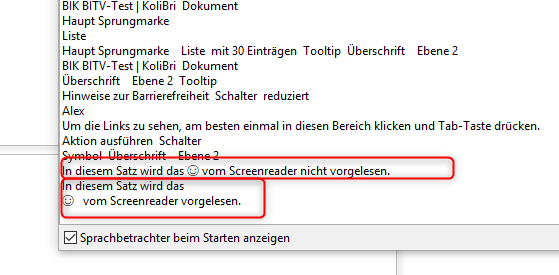 BIK BITV-Test | KoliBri Dokument
Haupt Sprungmarke
Liste
Haupt Sprungmarke Liste mit 30 Einträgen Tooltip Überschrift Ebene 2
BIK BITV-Test | KoliBri Dokument
Überschrift Ebene 2 Tooltip
Hinweise zur Barrierefreiheit Schalter reduziert
Alex
Um die Links zu sehen, am besten einmal in diesen Bereich klicken und Tab-Taste drücken.
Aktion ausführen Schalter
Symbol Überschrift Ebene 2
In diesem Satz wird das ☺ vom Screenreader nicht vorgelesen.
In diesem Satz wird das
☺ vom Screenreader vorgelesen.
Sprachbetrachter beim Starten anzeigen